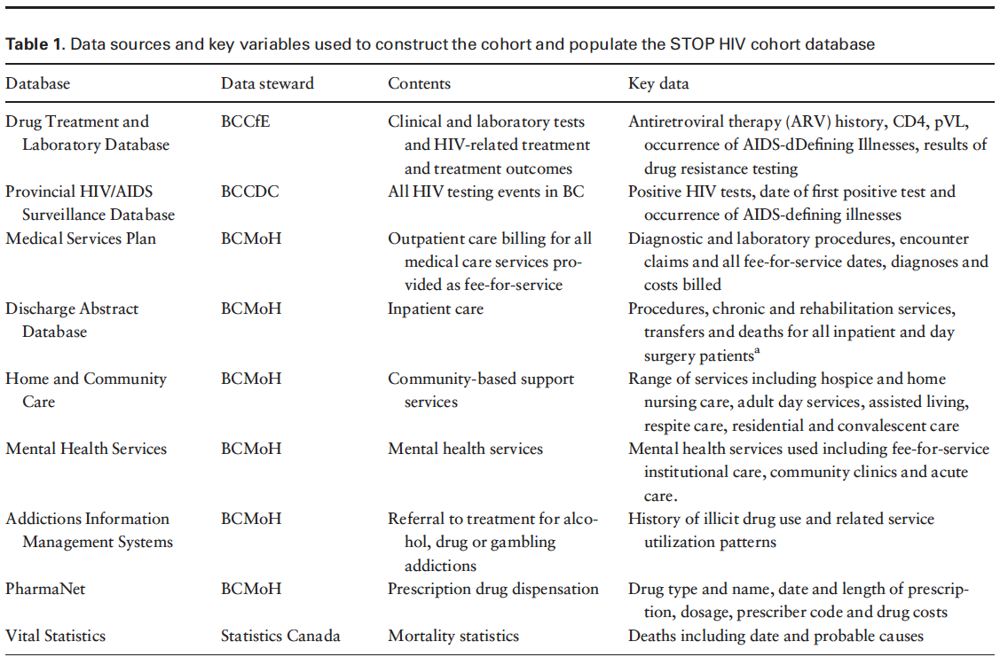 Table 1. Data sources and key variables used to construct the cohort and populate the STOP HIV cohort database
Database Data steward Contents Key data
Drug Treatment and BCCfE Clinical and laboratory tests Antiretroviral therapy (ARV) history, CD4, pVL,
Laboratory Database and HIV-related treatment occurrence of AIDS-dDefining Illnesses, results of
and treatment outcomes drug resistance testing
Provincial HIV/AIDS BCCDC All HIV testing events in BC Positive HIV tests, date of first positive test and
Surveillance Database occurrence of AIDS-defining illnesses
Medical Services Plan BCMoH Outpatient care billing for all Diagnostic and laboratory procedures, encounter
medical care services pro- claims and all fee-for-service dates, diagnoses and
vided as fee-for-service costs billed
Discharge Abstract BCMoH Inpatient care Procedures, chronic and rehabilitation services,
Database transfers and deaths for all inpatient and day
surgery patientsa
Home and Community BCMoH Community-based support Range of services including hospice and home
Care services nursing care, adult day services, assisted living,
respite care, residential and convalescent care
Mental Health Services BCMoH Mental health services Mental health services used including fee-for-service
institutional care, community clinics and acute
care.
Addictions Information BCMoH Referral to treatment for alco- History of illicit drug use and related service
Management Systems hol, drug or gambling utilization patterns
addictions
PharmaNet BCMoH Prescription drug dispensation Drug type and name, date and length of prescrip-
tion, dosage, prescriber code and drug costs
Vital Statistics Statistics Canada Mortality statistics Deaths including date and probable causes